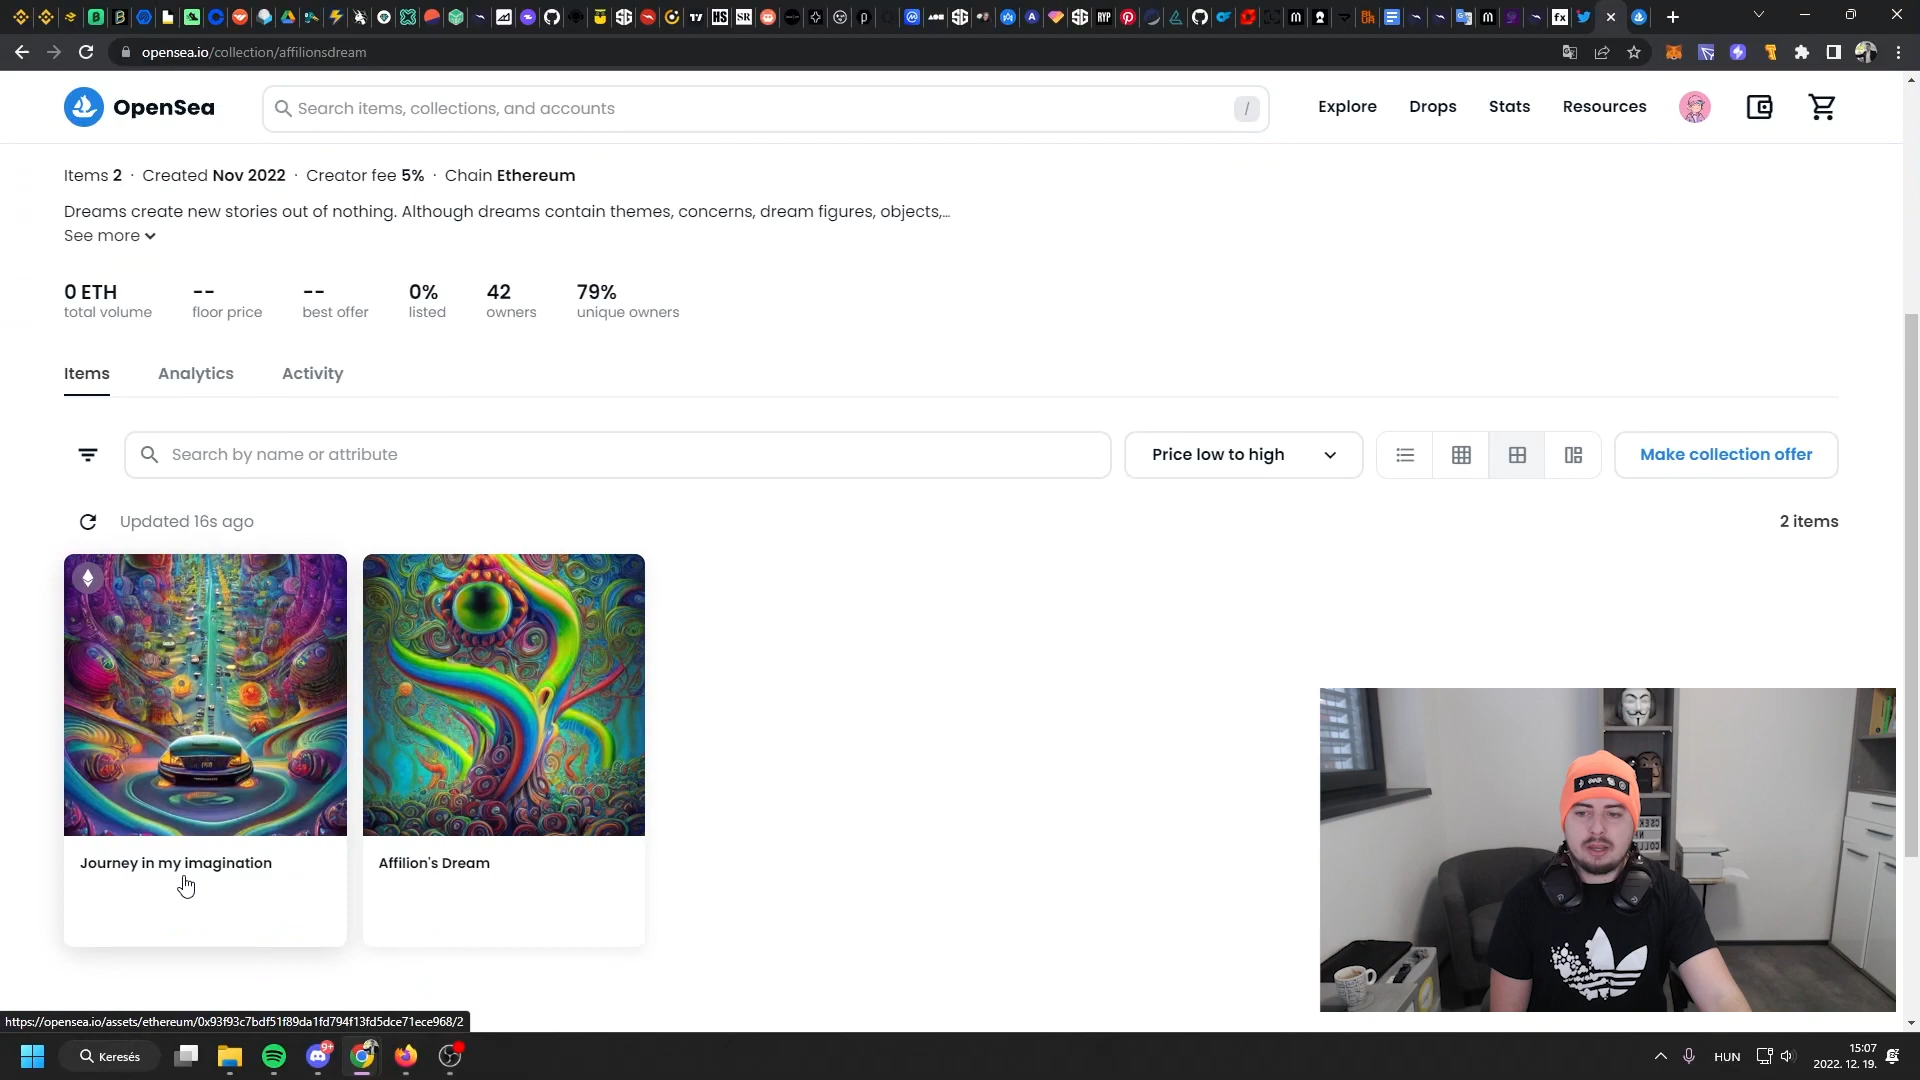 opensea.io/collection/affilionsdream
OpenSea
Search items, collections, and accounts
/
Explore
Drops
Stats
Resources
Items 2 · Created Nov 2022 · Creator fee 5% · Chain Ethereum
Dreams create new stories out of nothing. Although dreams contain themes, concerns, dream figures, objects,…
See more
0 ETH
total volume
--
floor price
--
best offer
0%
listed
42
owners
79%
unique owners
Items
Analytics
Activity
Search by name or attribute
Price low to high
Make collection offer
Updated 16s ago
2 items
Journey in my imagination
Affilion's Dream
https://opensea.io/assets/ethereum/0x93f93c7bdf51f89da1fd794f13fd5dce71ece968/2
Keresés
9+
HUN
15:07
2022. 12. 19.